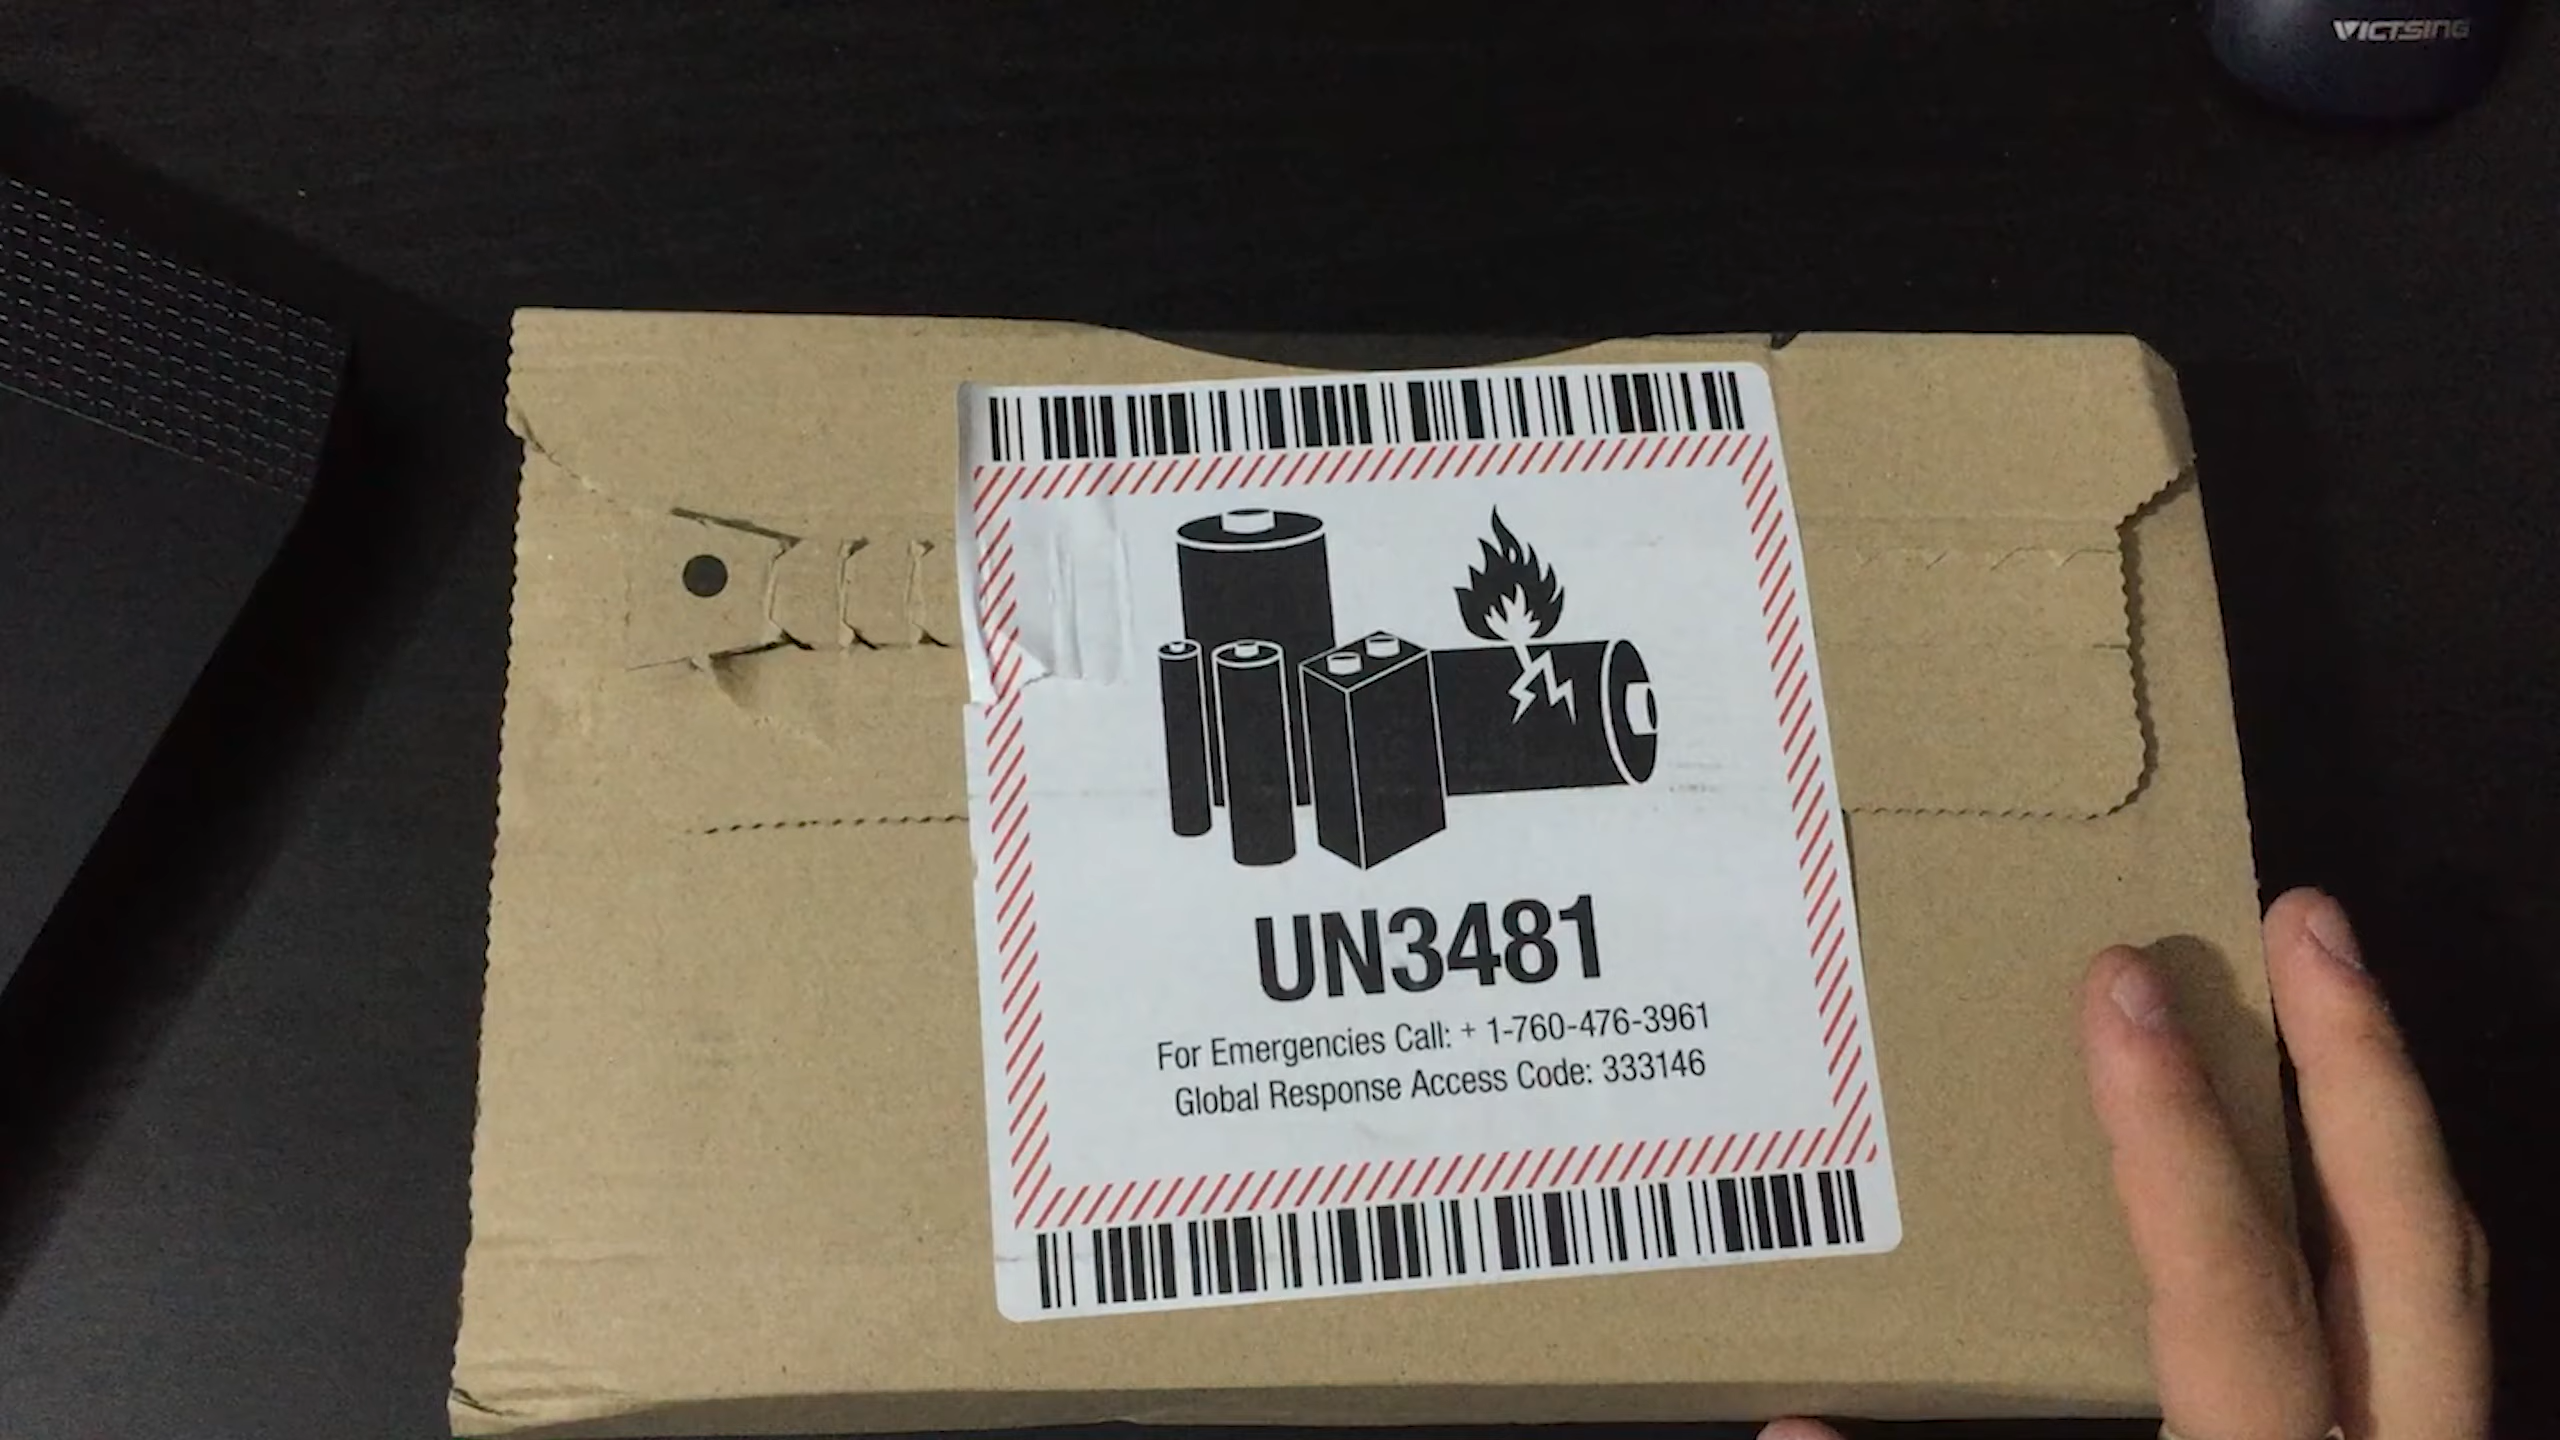 VICTSING
UN3481
For Emergencies Call: + 1-760-476-3961
Global Response Access Code: 333146